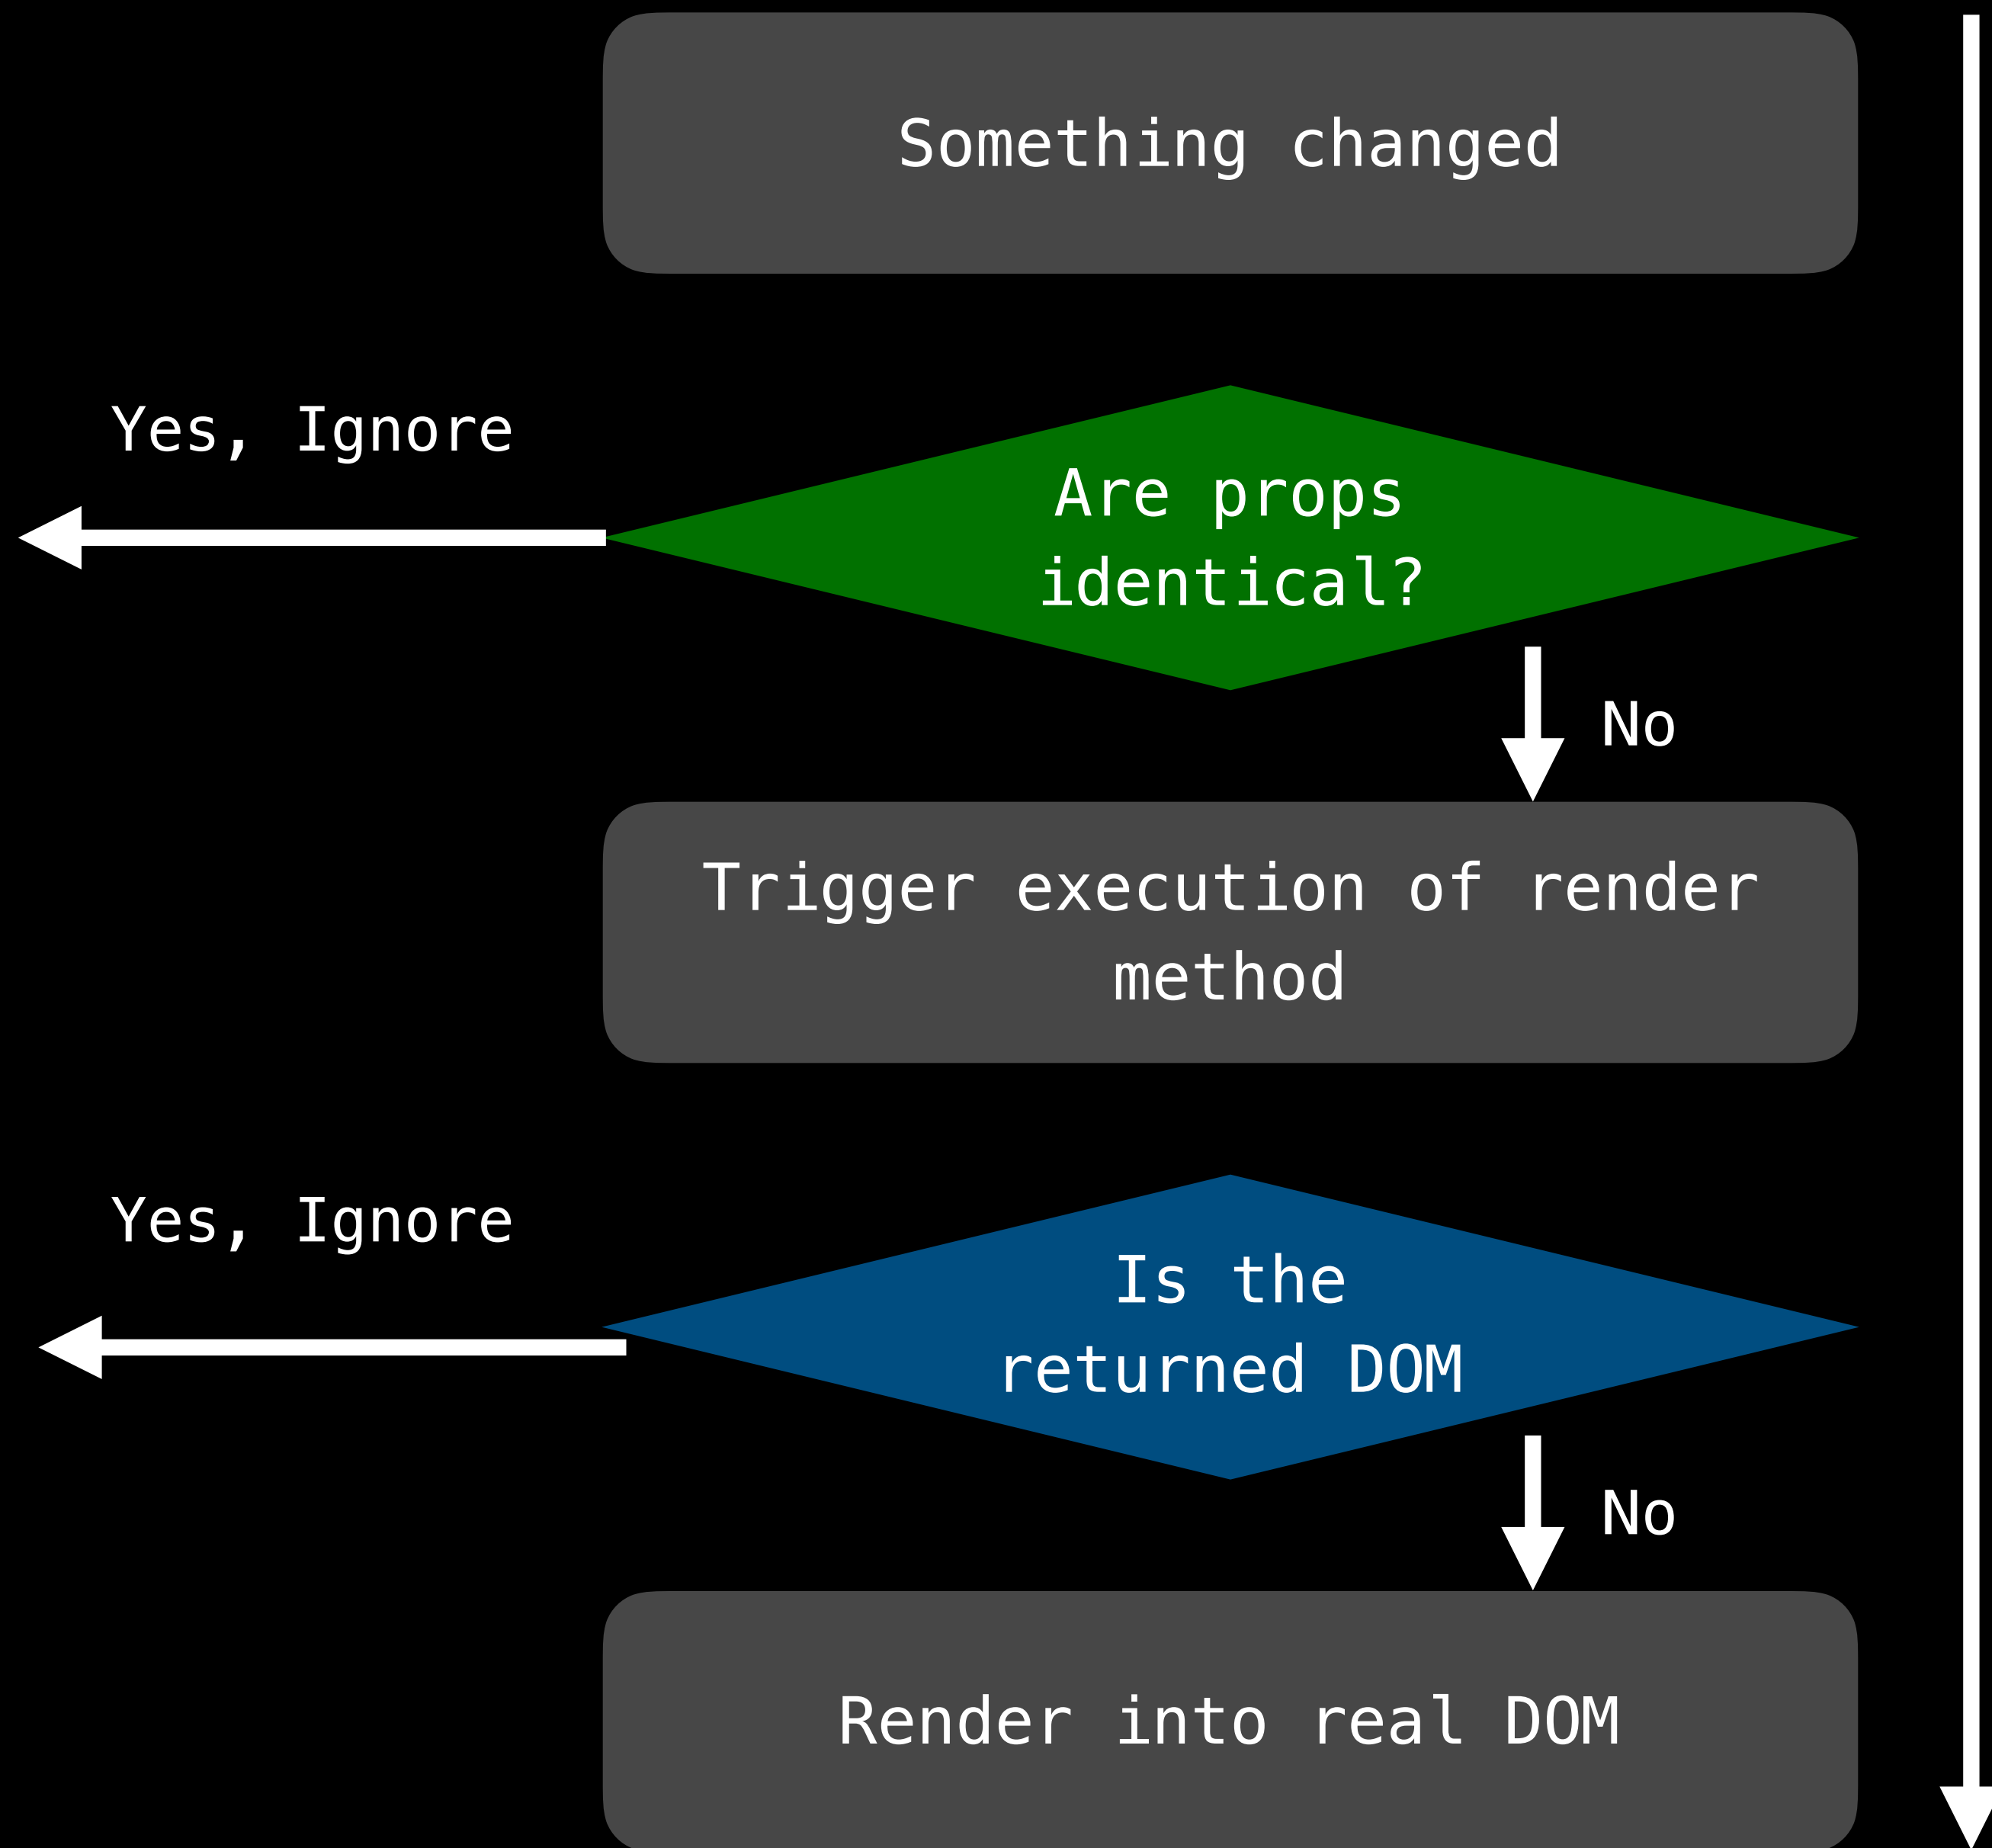 Something changed
Yes, Ignore
Are props
identical?
No
Trigger execution of render
method
Yes, Ignore
Is the
returned DOM
No
Render into real DOM